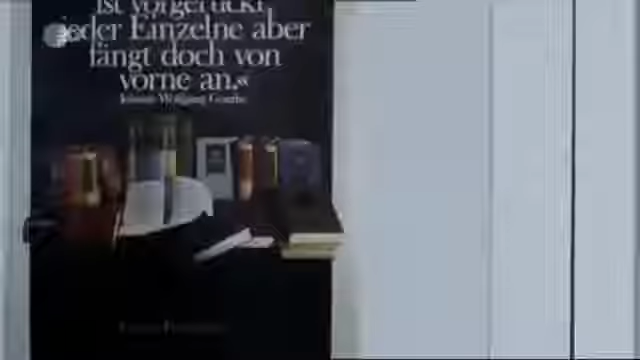 ist vorgerückt,
jeder Einzelne aber
fängt doch von
vorne an.«
Johann Wolfgang Goethe